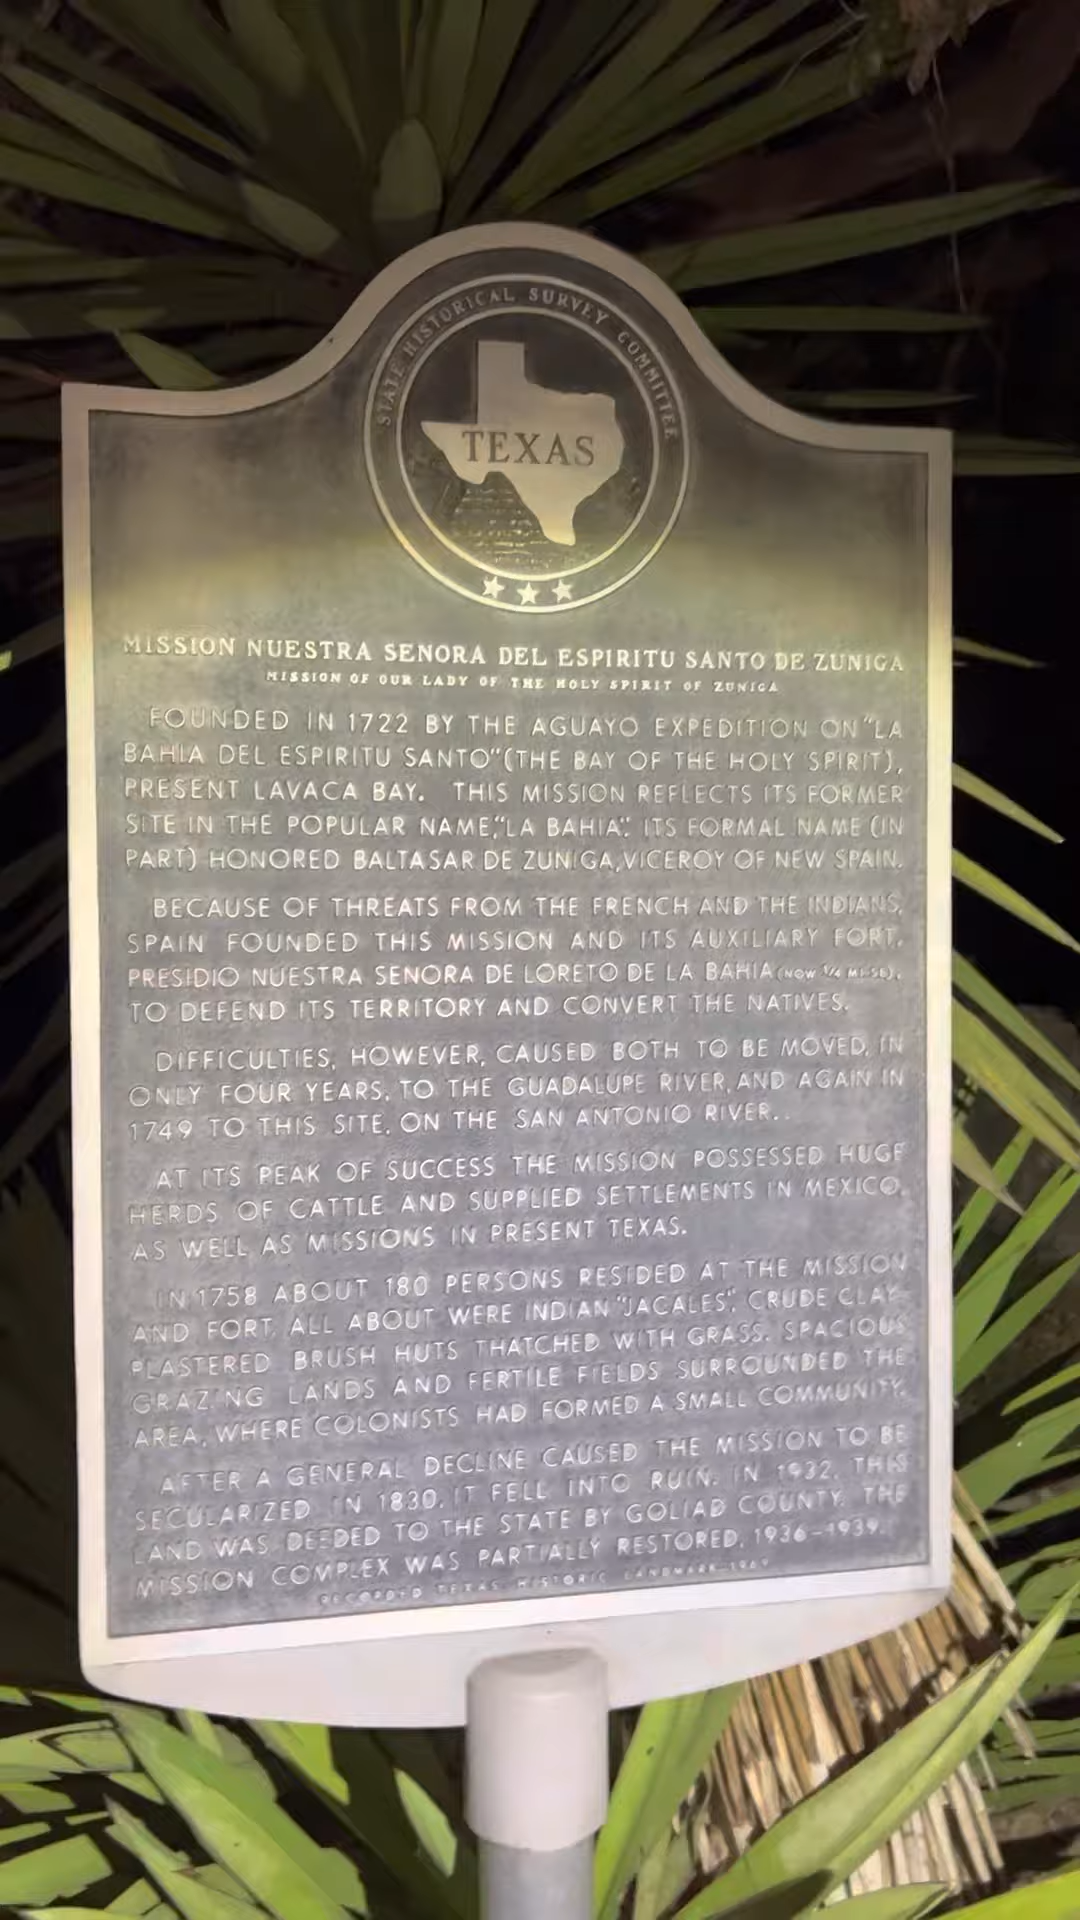 STATE HISTORICAL SURVEY COMMITTEE
TEXAS
MISSION NUESTRA SENORA DEL ESPIRITU SANTO DE ZUNIGA
MISSION OF OUR LADY OF THE HOLY SPIRIT OF ZUNIGA
FOUNDED IN 1722 BY THE AGUAYO EXPEDITION ON "LA
BAHIA DEL ESPIRITU SANTO" (THE BAY OF THE HOLY SPIRIT),
PRESENT LAVACA BAY. THIS MISSION REFLECTS ITS FORMER
SITE IN THE POPULAR NAME, "LA BAHIA". ITS FORMAL NAME (IN
PART) HONORED BALTASAR DE ZUNIGA, VICEROY OF NEW SPAIN.
BECAUSE OF THREATS FROM THE FRENCH AND THE INDIANS,
SPAIN FOUNDED THIS MISSION AND ITS AUXILIARY FORT,
PRESIDIO NUESTRA SENORA DE LORETO DE LA BAHIA (NOW 1/4 MI. SE),
TO DEFEND ITS TERRITORY AND CONVERT THE NATIVES.
DIFFICULTIES, HOWEVER, CAUSED BOTH TO BE MOVED, IN
ONLY FOUR YEARS, TO THE GUADALUPE RIVER, AND AGAIN IN
1749 TO THIS SITE, ON THE SAN ANTONIO RIVER.
AT ITS PEAK OF SUCCESS THE MISSION POSSESSED HUGE
HERDS OF CATTLE AND SUPPLIED SETTLEMENTS IN MEXICO,
AS WELL AS MISSIONS IN PRESENT TEXAS.
IN 1758 ABOUT 180 PERSONS RESIDED AT THE MISSION
AND FORT. ALL ABOUT WERE INDIAN "JACALES", CRUDE CLAY-
PLASTERED BRUSH HUTS THATCHED WITH GRASS. SPACIOUS
GRAZING LANDS AND FERTILE FIELDS SURROUNDED THE
AREA, WHERE COLONISTS HAD FORMED A SMALL COMMUNITY.
AFTER A GENERAL DECLINE CAUSED THE MISSION TO BE
SECULARIZED IN 1830, IT FELL INTO RUIN. IN 1932, THIS
LAND WAS DEEDED TO THE STATE BY GOLIAD COUNTY. THE
MISSION COMPLEX WAS PARTIALLY RESTORED, 1936-1939.
RECORDED TEXAS HISTORIC LANDMARK-1969